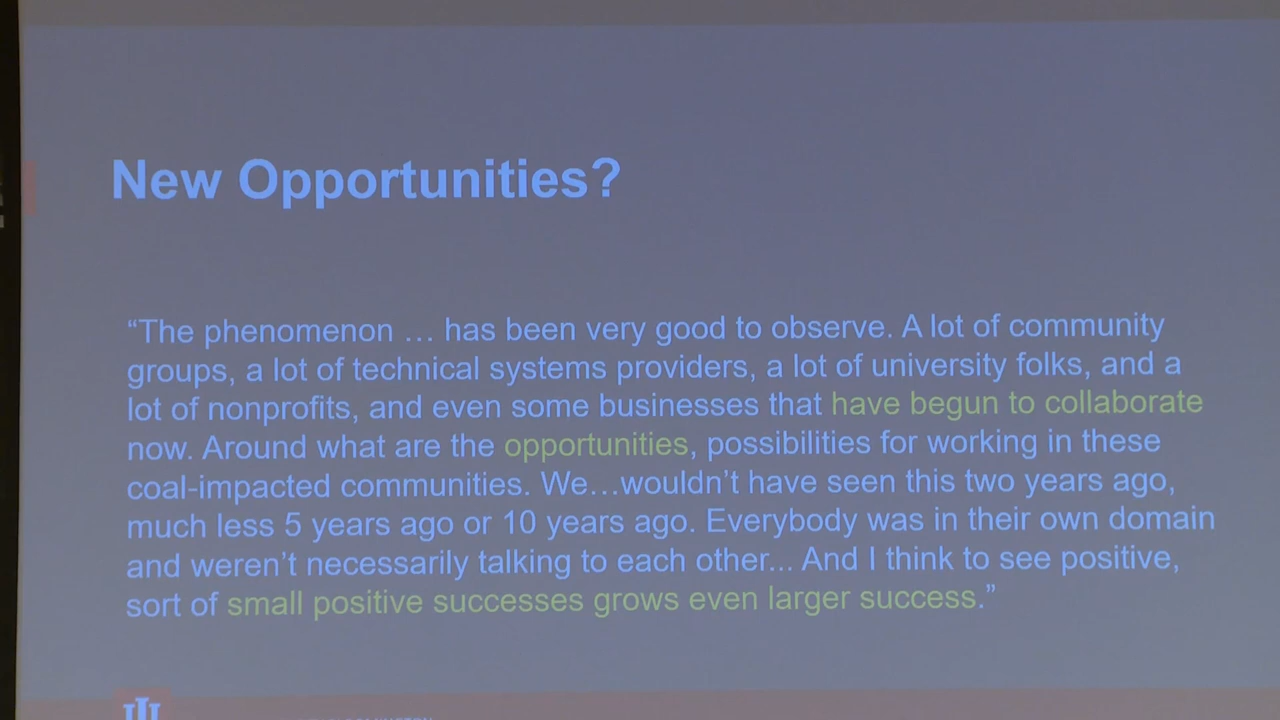 New Opportunities?
“The phenomenon … has been very good to observe. A lot of community
groups, a lot of technical systems providers, a lot of university folks, and a
lot of nonprofits, and even some businesses that have begun to collaborate
now. Around what are the opportunities, possibilities for working in these
coal-impacted communities. We…wouldn’t have seen this two years ago,
much less 5 years ago or 10 years ago. Everybody was in their own domain
and weren’t necessarily talking to each other... And I think to see positive,
sort of small positive successes grows even larger success.”